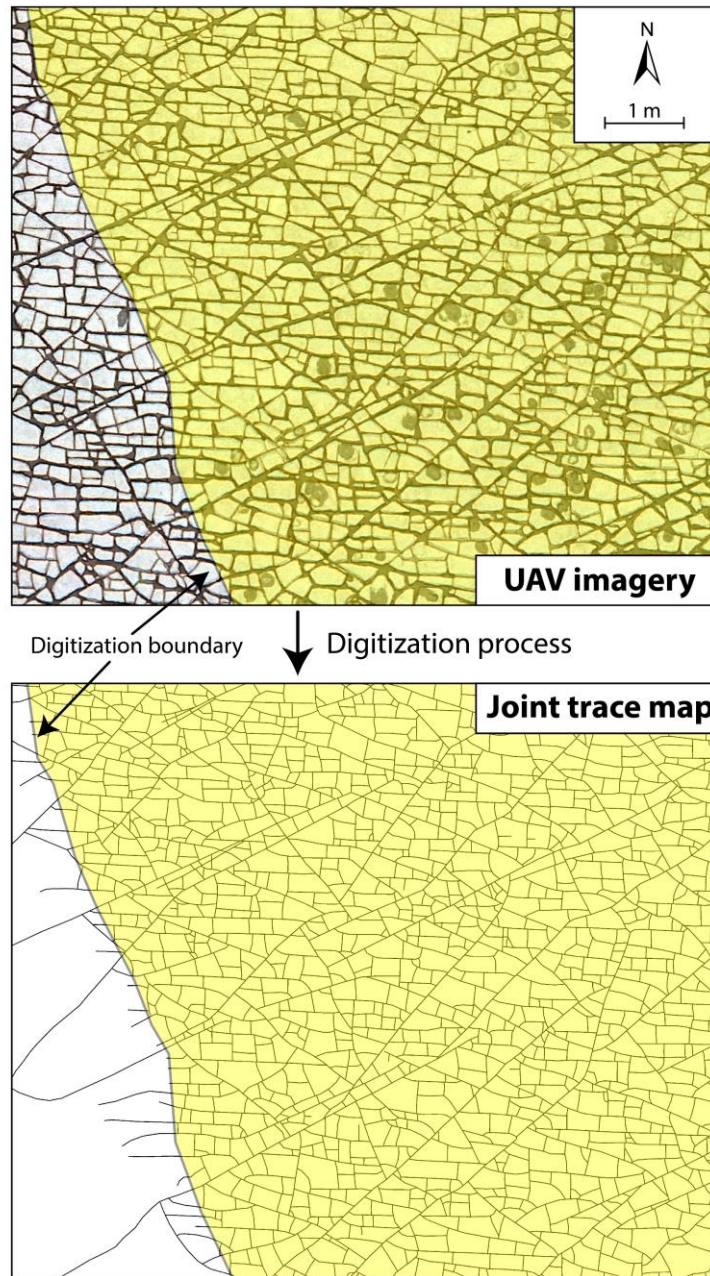 N
1 m
UAV imagery
Digitization boundary
Digitization process
Joint trace map